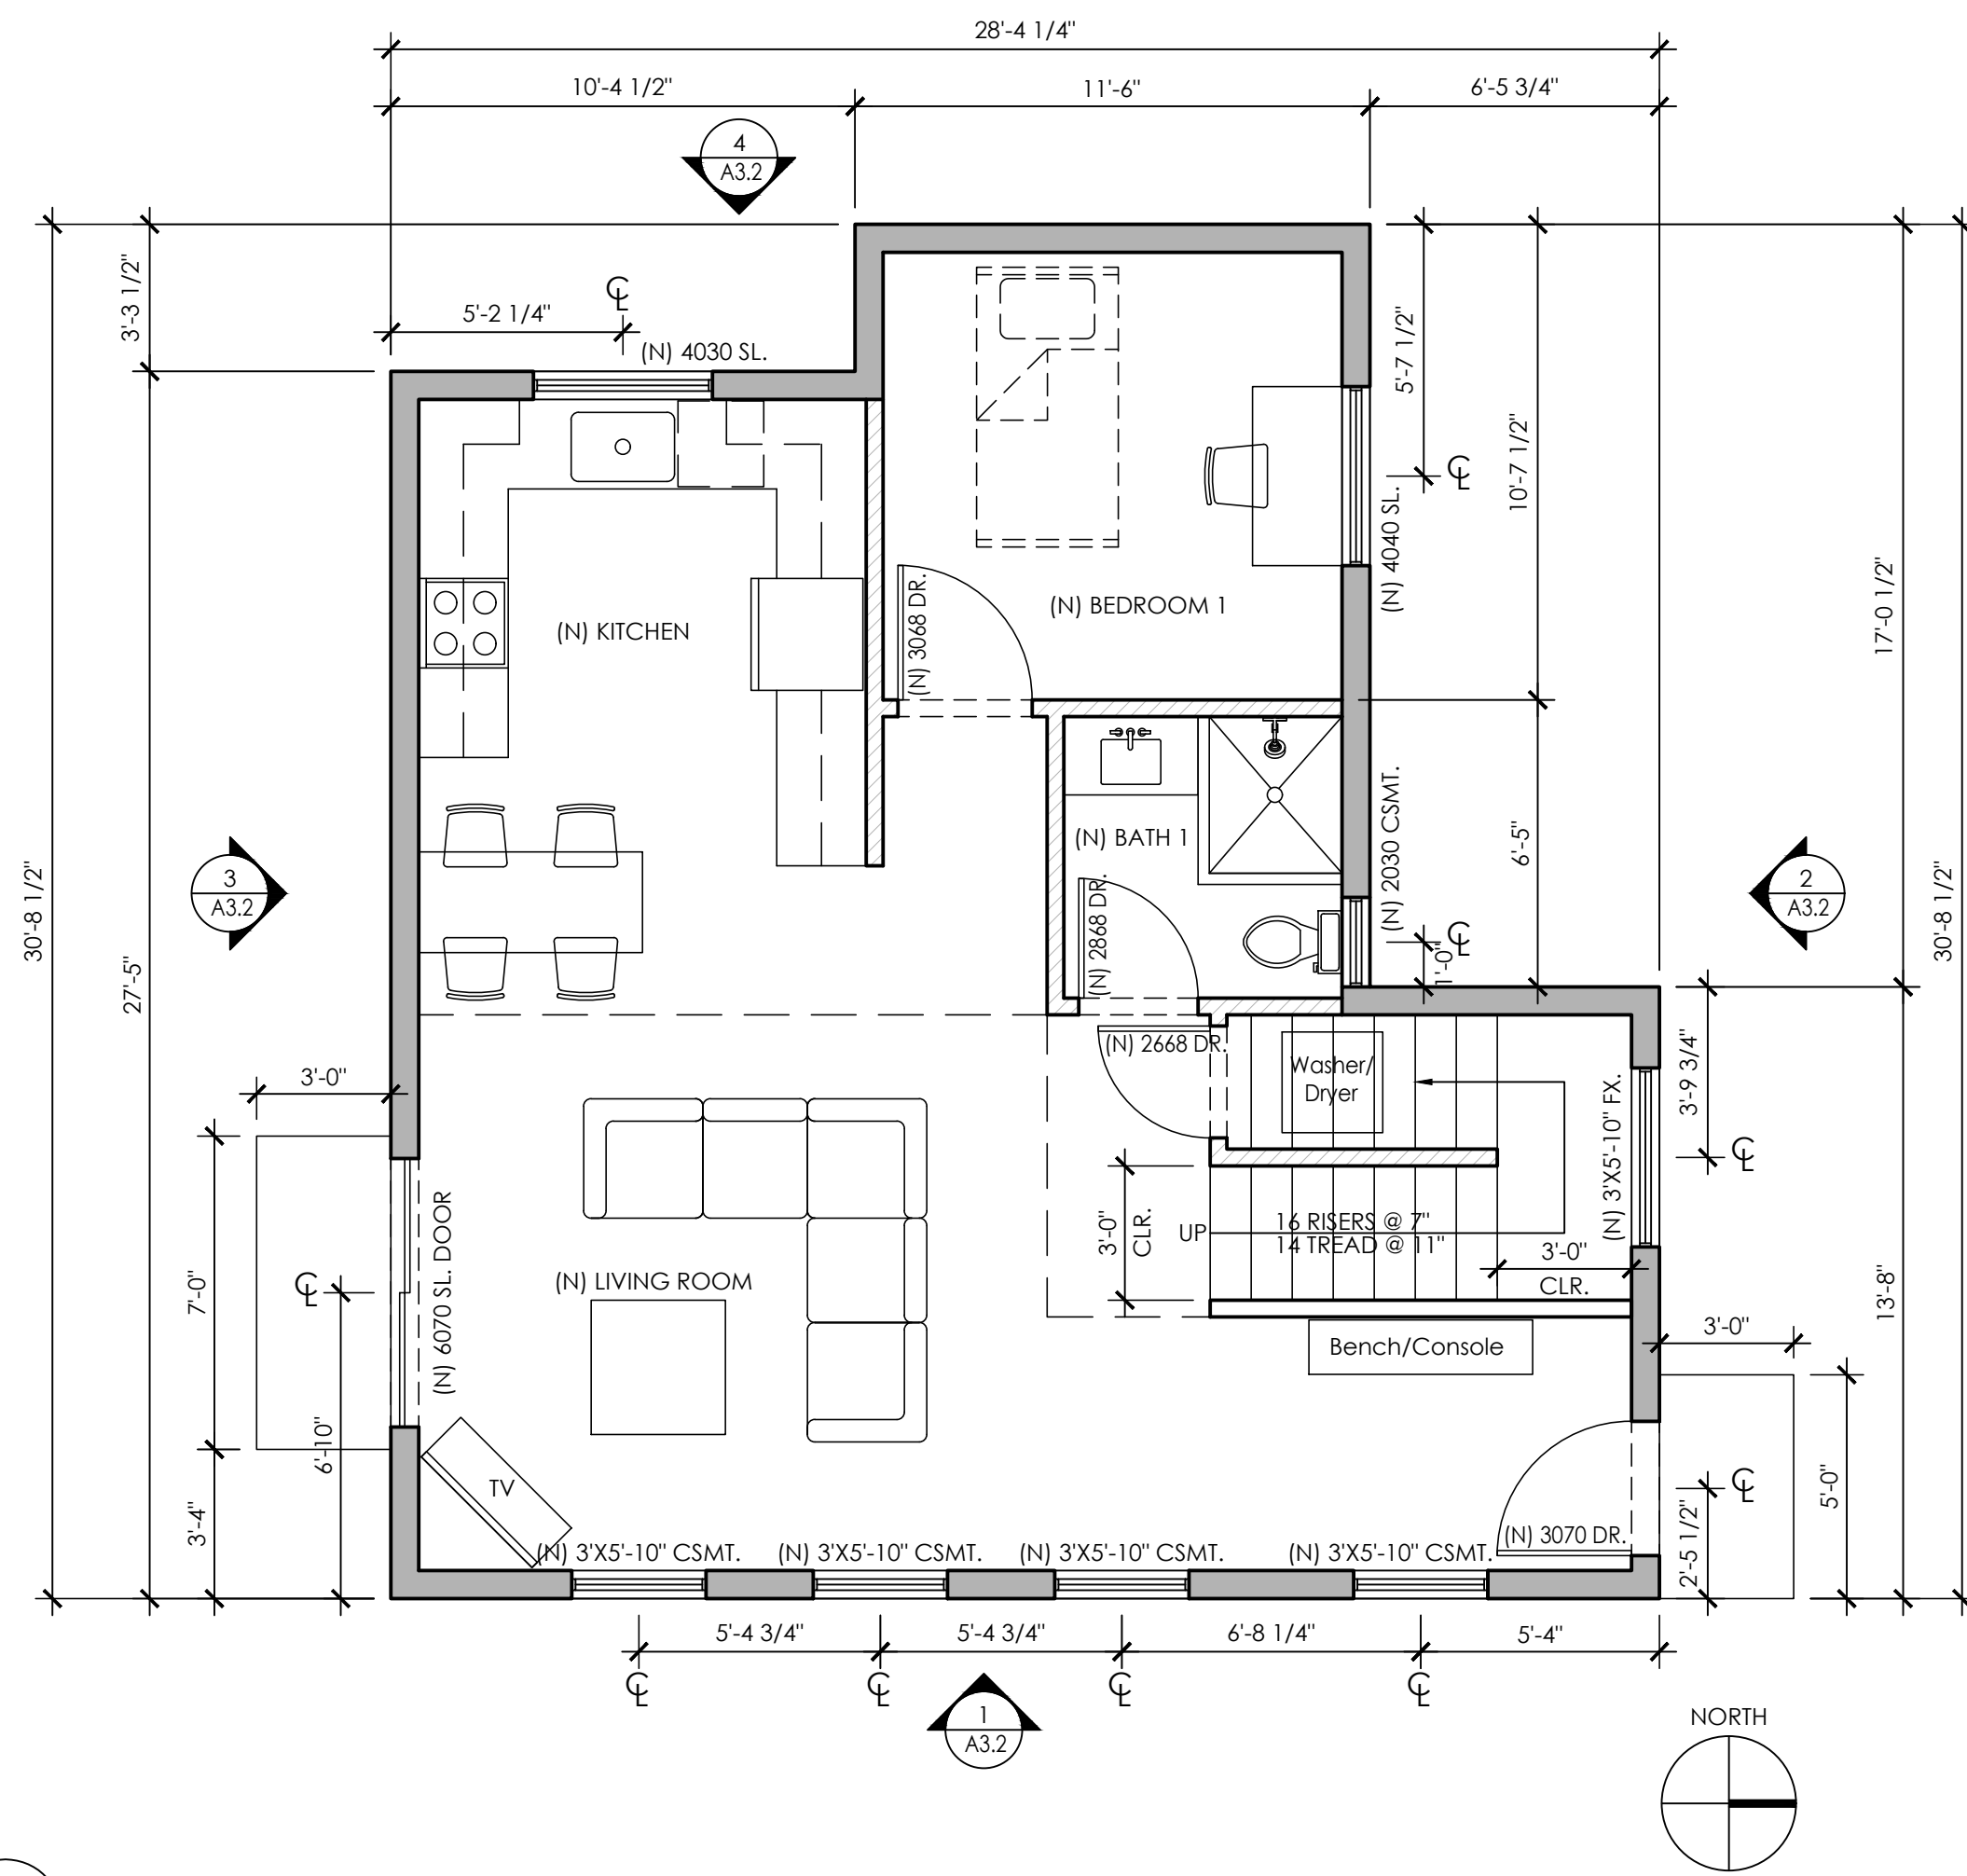 28'-4 1/4"
10'-4 1/2"
11'-6"
6'-5 3/4"
4
A3.2
3'-3 1/2"
5'-2 1/4"
℄
(N) 4030 SL.
5'-7 1/2"
℄
10'-7 1/2"
(N) 4040 SL.
17'-0 1/2"
(N) KITCHEN
(N) 3068 DR.
(N) BEDROOM 1
(N) BATH 1
(N) 2030 CSMT.
6'-5"
30'-8 1/2"
27'-5"
3
A3.2
2
A3.2
30'-8 1/2"
(N) 2868 DR.
℄
1'-0"
(N) 2668 DR.
Washer/
Dryer
3'-9 3/4"
℄
(N) 3'X5'-10" FX.
3'-0"
7'-0"
℄
(N) 6070 SL. DOOR
3'-0"
CLR.
UP
16 RISERS @ 7"
14 TREAD @ 11"
3'-0"
CLR.
(N) LIVING ROOM
13'-8"
3'-0"
Bench/Console
6'-10"
3'-4"
TV
℄
5'-0"
2'-5 1/2"
(N) 3070 DR.
(N) 3'X5'-10" CSMT.
(N) 3'X5'-10" CSMT.
(N) 3'X5'-10" CSMT.
(N) 3'X5'-10" CSMT.
5'-4 3/4"
5'-4 3/4"
6'-8 1/4"
5'-4"
℄
℄
℄
℄
1
A3.2
NORTH